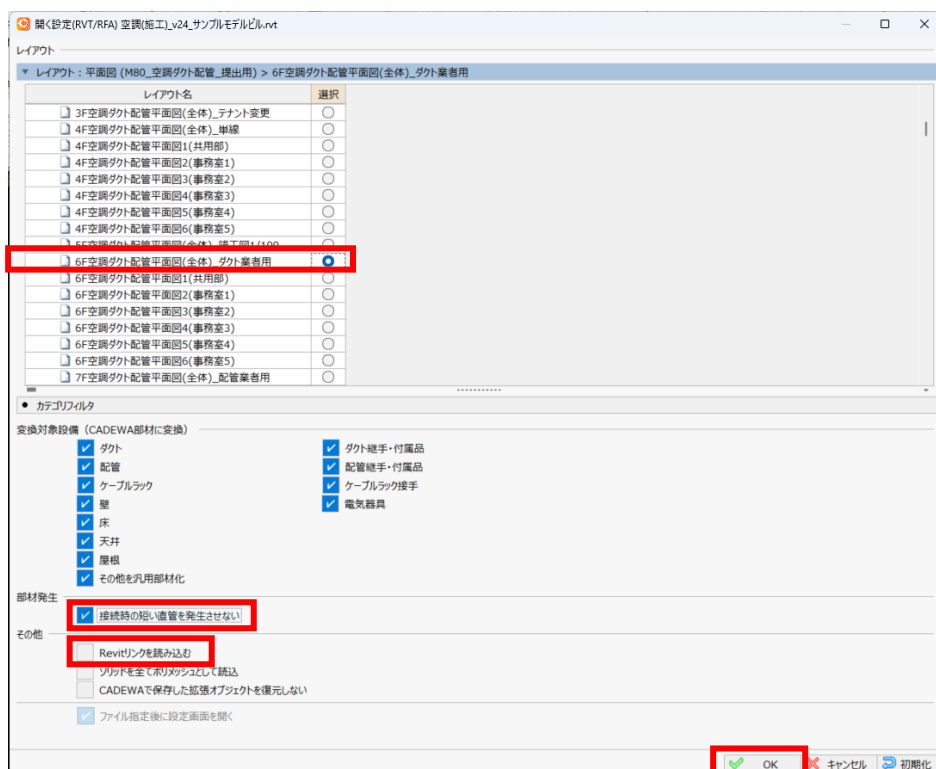 開く設定(RVT/RFA) 空調(施工)_v24_サンプルモデルビル.rvt
レイアウト
レイアウト : 平面図 (M80_空調ダクト配管_提出用) > 6F空調ダクト配管平面図(全体)_ダクト業者用
レイアウト名 選択
3F空調ダクト配管平面図(全体)_テナント変更
4F空調ダクト配管平面図(全体)_単線
4F空調ダクト配管平面図1(共用部)
4F空調ダクト配管平面図2(事務室1)
4F空調ダクト配管平面図3(事務室2)
4F空調ダクト配管平面図4(事務室3)
4F空調ダクト配管平面図5(事務室4)
4F空調ダクト配管平面図6(事務室5)
5F空調ダクト配管平面図(全体)_竣工図1(100
6F空調ダクト配管平面図(全体)_ダクト業者用
6F空調ダクト配管平面図1(共用部)
6F空調ダクト配管平面図2(事務室1)
6F空調ダクト配管平面図3(事務室2)
6F空調ダクト配管平面図4(事務室3)
6F空調ダクト配管平面図5(事務室4)
6F空調ダクト配管平面図6(事務室5)
7F空調ダクト配管平面図(全体)_配管業者用
カテゴリフィルタ
変換対象設備（CADEWA部材に変換）
ダクト ダクト継手・付属品
配管 配管継手・付属品
ケーブルラック ケーブルラック接手
壁 電気器具
床
天井
屋根
その他を汎用部材化
部材発生
接続時の短い直管を発生させない
その他
Revitリンクを読み込む
ソリッドを全てポリメッシュとして読込
CADEWAで保存した拡張オブジェクトを復元しない
ファイル指定後に設定画面を開く
OK キャンセル 初期化